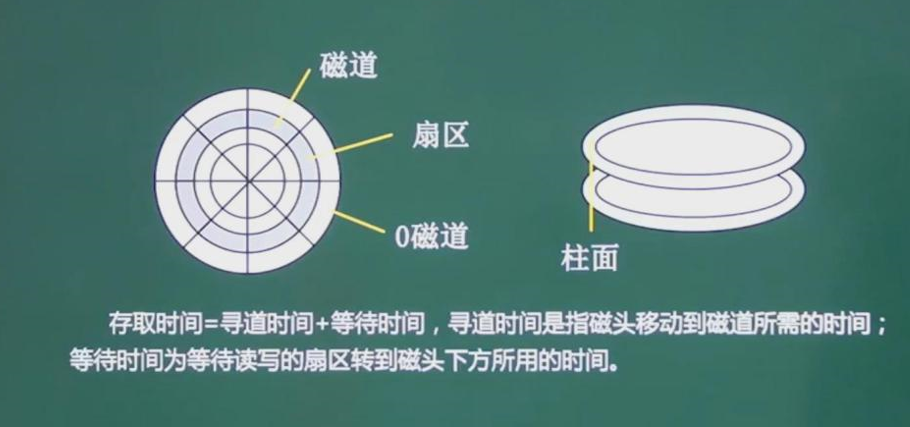 磁道
扇区
0磁道
柱面
存取时间=寻道时间+等待时间，寻道时间是指磁头移动到磁道所需的时间；
等待时间为等待读写的扇区转到磁头下方所用的时间。